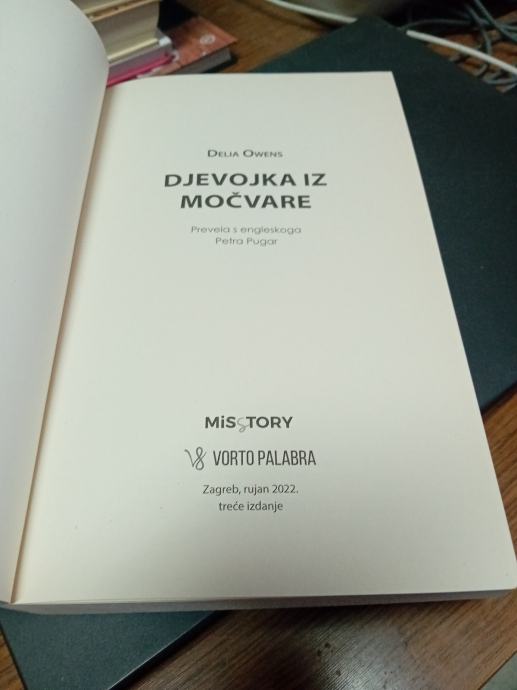 DELIA OWENS
DJEVOJKA IZ
MOČVARE
Prevela s engleskoga
Petra Pugar
MiSsTORY
VORTO PALABRA
Zagreb, rujan 2022.
treće izdanje